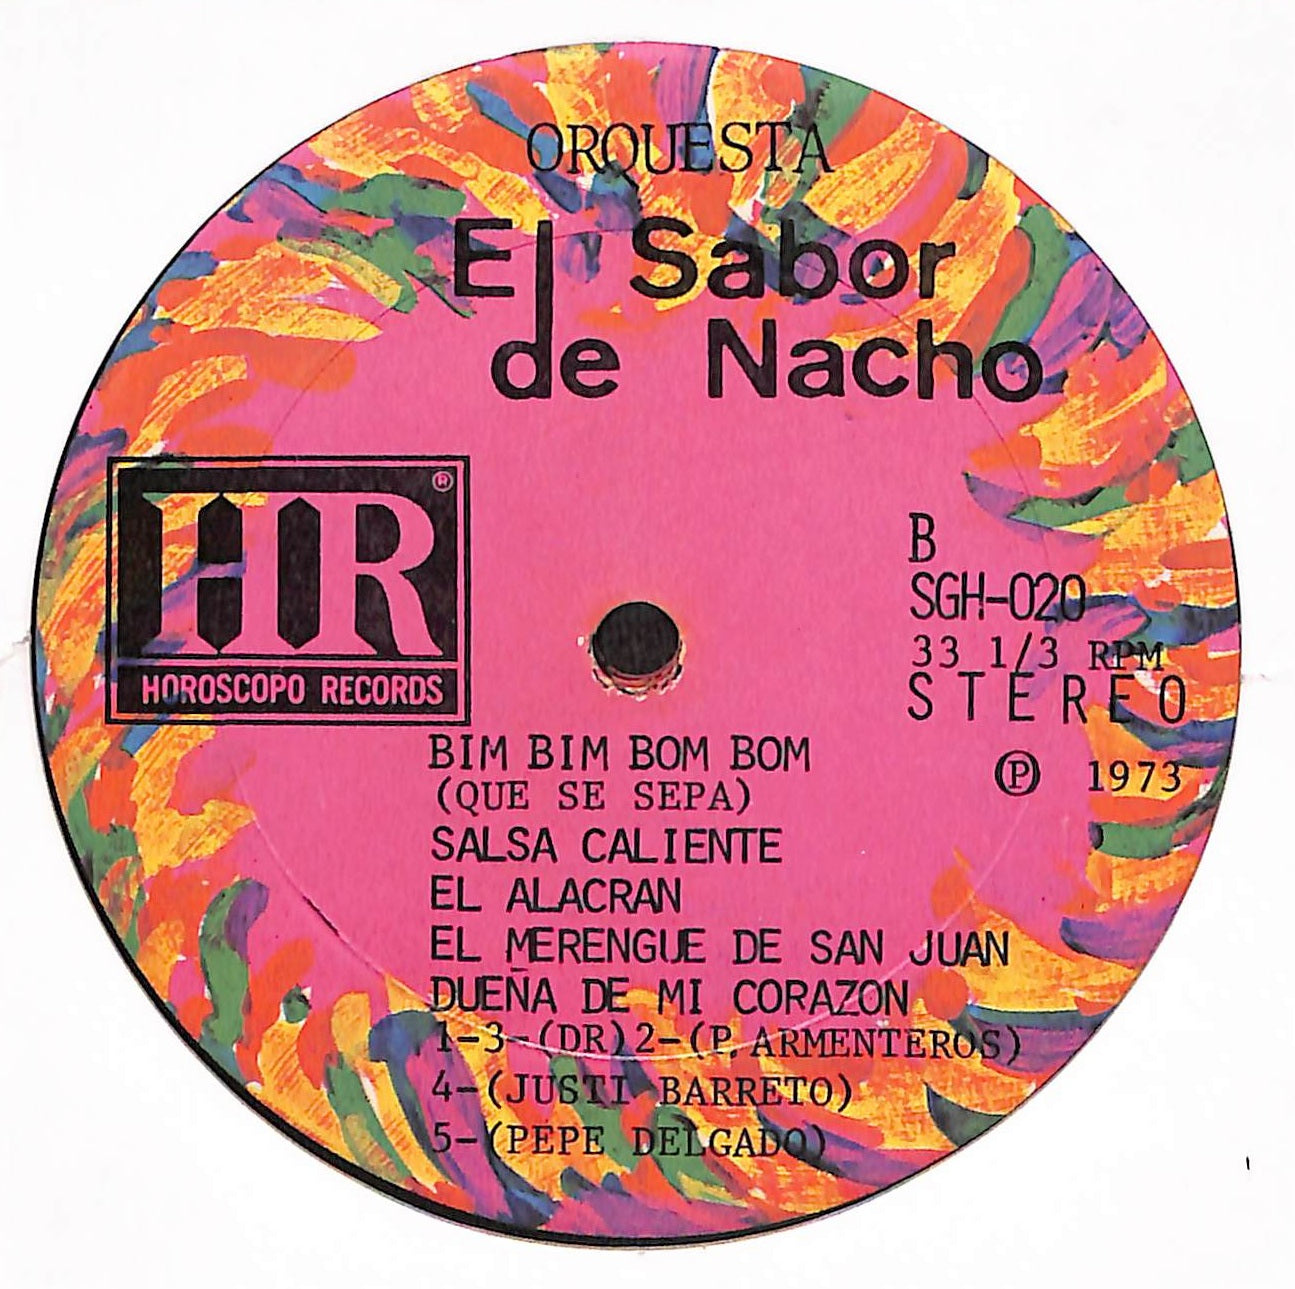 ORQUESTA
El Sabor
de Nacho
HR ®
HOROSCOPO RECORDS
B
SGH-020
33 1/3 RPM
STEREO
Ⓟ 1973
BIM BIM BOM BOM
(QUE SE SEPA)
SALSA CALIENTE
EL ALACRAN
EL MERENGUE DE SAN JUAN
DUEÑA DE MI CORAZON
1-3-(DR) 2-(P. ARMENTEROS)
4-(JUSTI BARRETO)
5-(PEPE DELGADO)